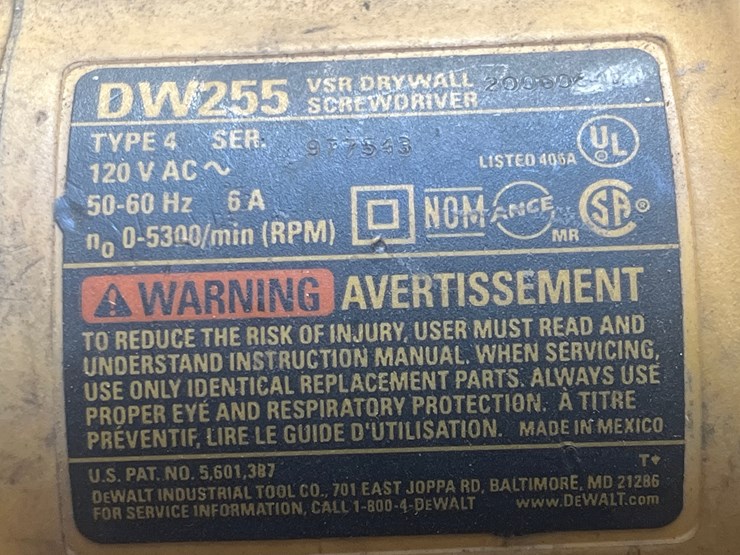 DW255 VSR DRYWALL
SCREWDRIVER
TYPE 4 SER.
120 V AC ~
LISTED 406A UL
50-60 Hz 6 A
NOM ANCE SA ®
n₀ 0-5300/min (RPM)
MR
WARNING AVERTISSEMENT
TO REDUCE THE RISK OF INJURY, USER MUST READ AND
UNDERSTAND INSTRUCTION MANUAL. WHEN SERVICING,
USE ONLY IDENTICAL REPLACEMENT PARTS. ALWAYS USE
PROPER EYE AND RESPIRATORY PROTECTION. À TITRE
PRÉVENTIF, LIRE LE GUIDE D'UTILISATION. MADE IN MEXICO
U.S. PAT. NO. 5,601,387 T
DEWALT INDUSTRIAL TOOL CO., 701 EAST JOPPA RD, BALTIMORE, MD 21286
FOR SERVICE INFORMATION, CALL 1-800-4-DEWALT www.DEWALT.com